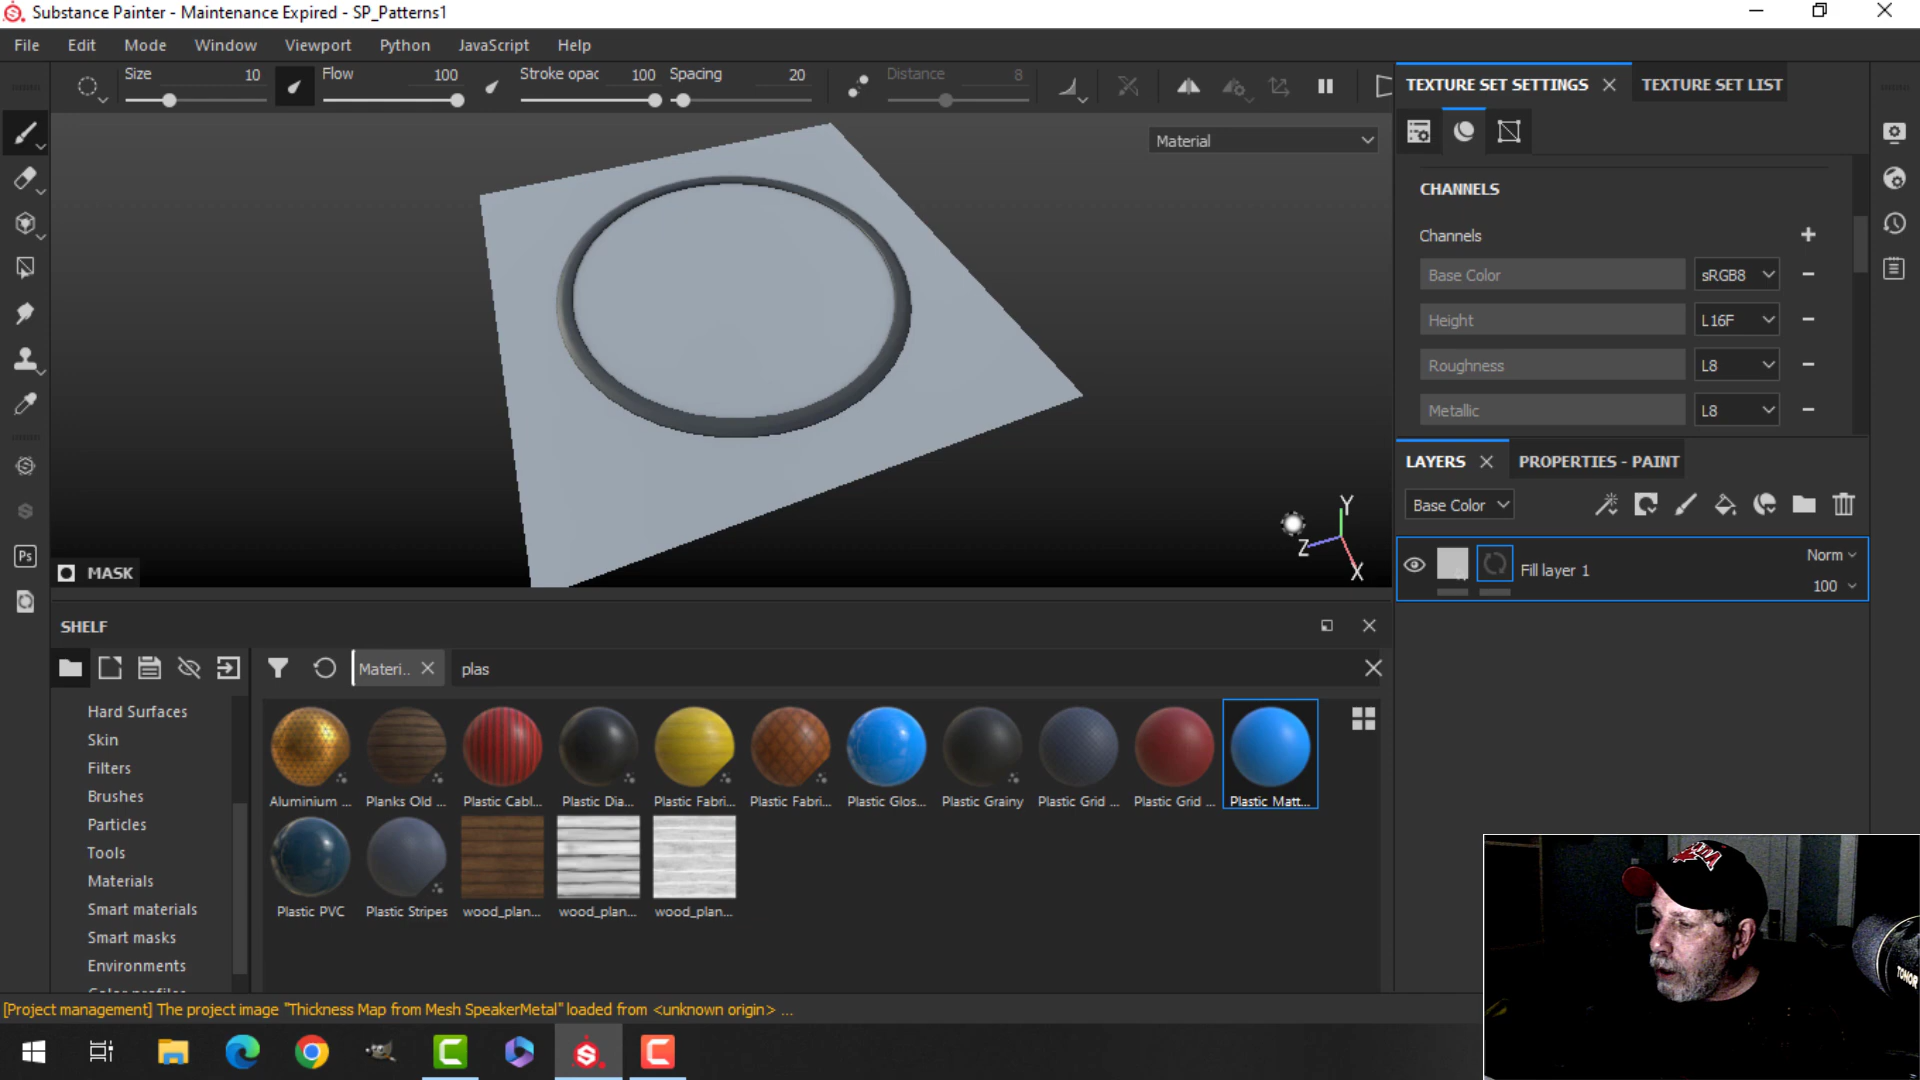 Substance Painter - Maintenance Expired - SP_Patterns1
File Edit Mode Window Viewport Python JavaScript Help
Size 10 Flow 100 Stroke opac 100 Spacing 20 Distance 8
TEXTURE SET SETTINGS TEXTURE SET LIST
Material
CHANNELS
Channels
Base Color sRGB8
Height L16F
Roughness L8
Metallic L8
LAYERS PROPERTIES - PAINT
Base Color
Norm
Fill layer 1
100
Y
Z
X
Ps
MASK
SHELF
Materi.. plas
Hard Surfaces
Skin
Filters
Brushes
Particles
Tools
Materials
Smart materials
Smart masks
Environments
Color profiles
Aluminium ... Planks Old ... Plastic Cabl... Plastic Dia... Plastic Fabri... Plastic Fabri... Plastic Glos... Plastic Grainy Plastic Grid ... Plastic Grid ... Plastic Matt...
Plastic PVC Plastic Stripes wood_plan... wood_plan... wood_plan...
[Project management] The project image "Thickness Map from Mesh SpeakerMetal" loaded from <unknown origin> ...
TONOR